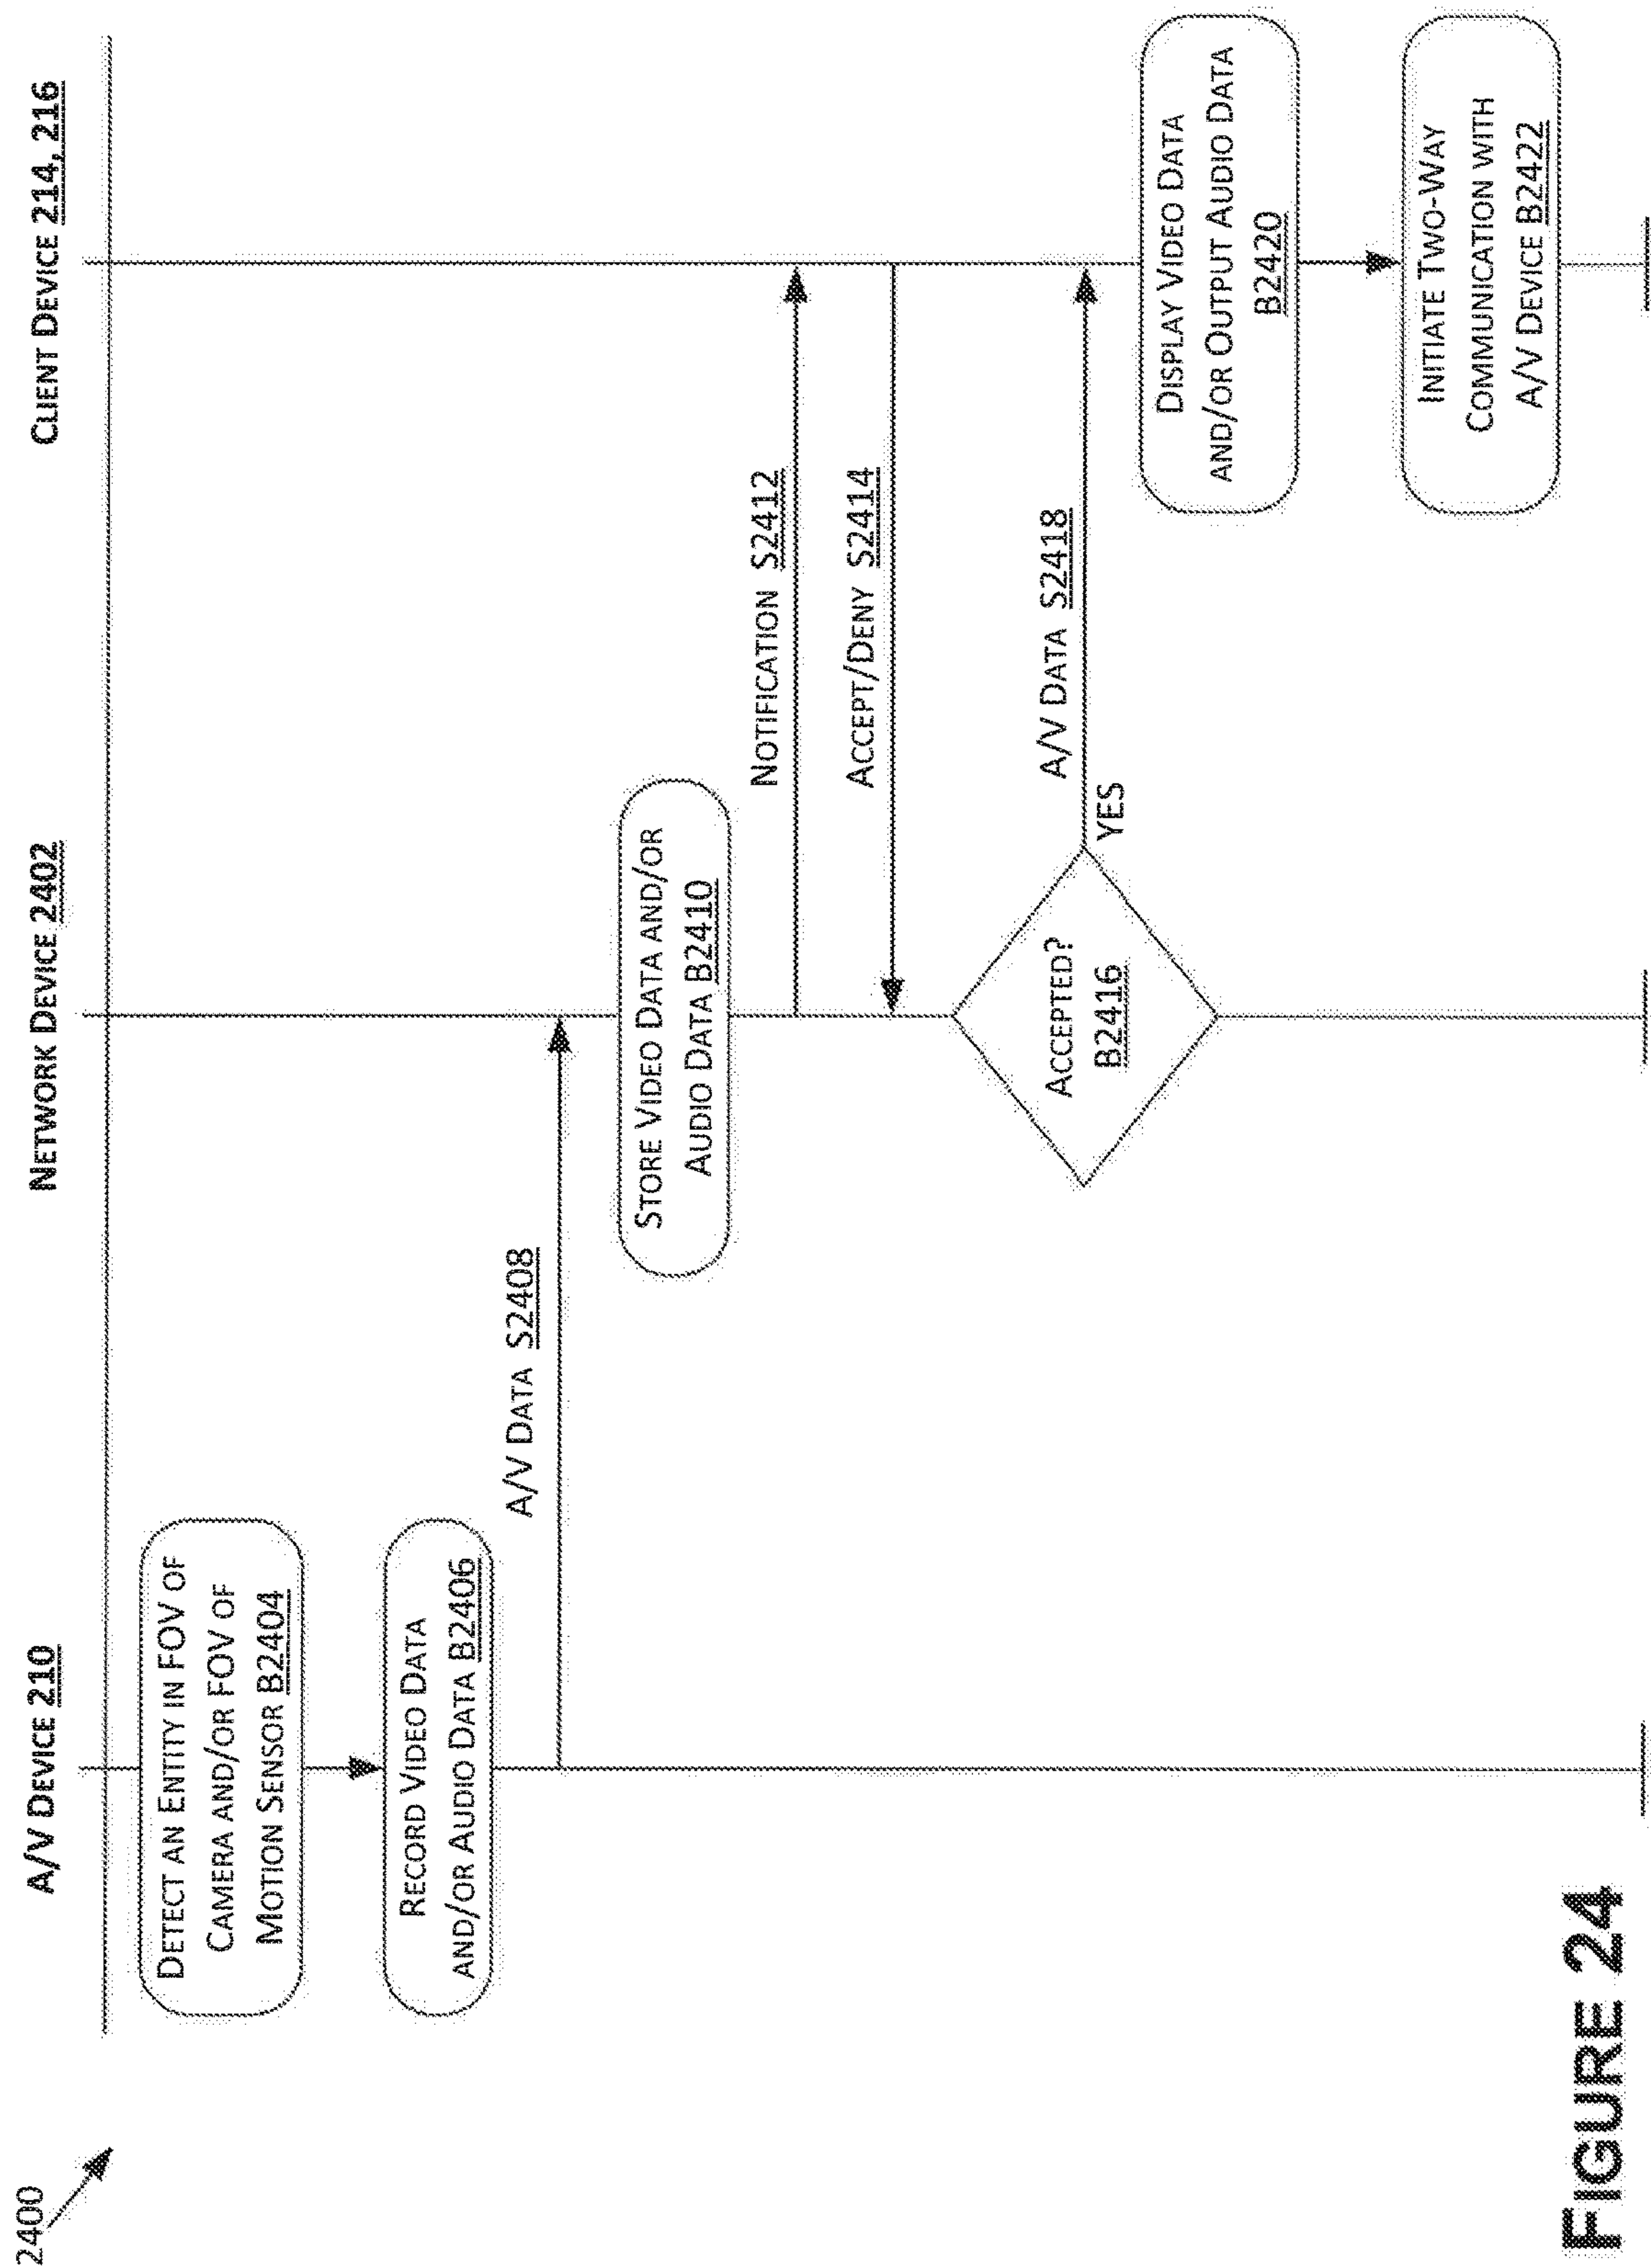 2400
A/V DEVICE 210
NETWORK DEVICE 2402
CLIENT DEVICE 214, 216
DETECT AN ENTITY IN FOV OF
CAMERA AND/OR FOV OF
MOTION SENSOR B2404
RECORD VIDEO DATA
AND/OR AUDIO DATA B2406
A/V DATA S2408
STORE VIDEO DATA AND/OR
AUDIO DATA B2410
NOTIFICATION S2412
ACCEPT/DENY S2414
ACCEPTED?
B2416
YES
A/V DATA S2418
DISPLAY VIDEO DATA
AND/OR OUTPUT AUDIO DATA
B2420
INITIATE TWO-WAY
COMMUNICATION WITH
A/V DEVICE B2422
FIGURE 24